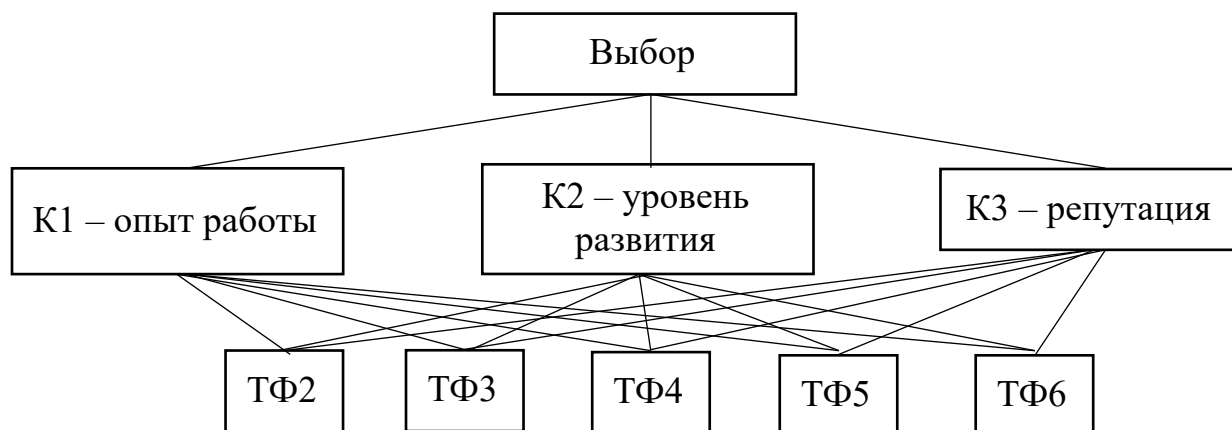 Выбор
К1 – опыт работы
К2 – уровень
развития
К3 – репутация
ТФ2
ТФ3
ТФ4
ТФ5
ТФ6